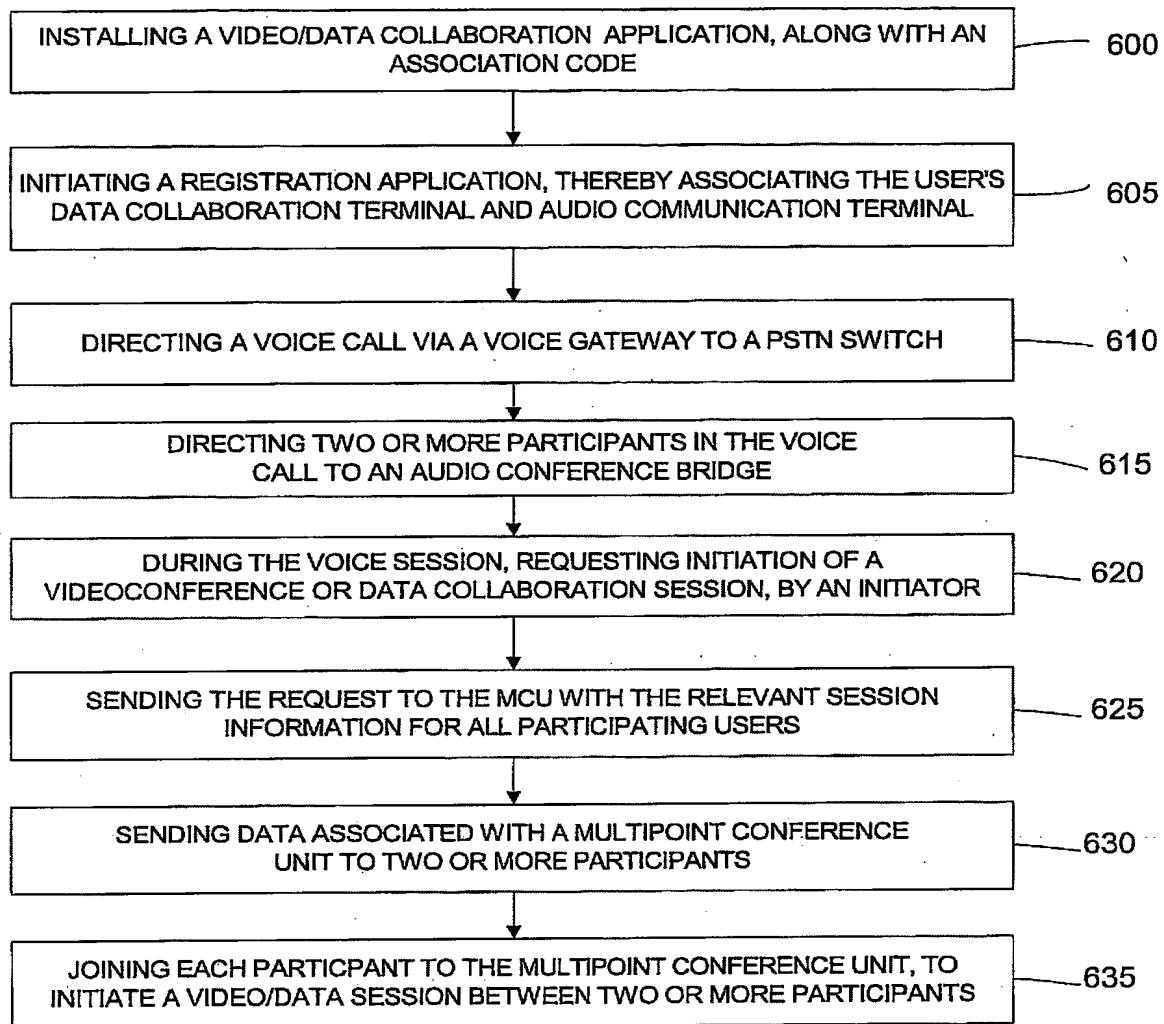 INSTALLING A VIDEO/DATA COLLABORATION APPLICATION, ALONG WITH AN
ASSOCIATION CODE
600
INITIATING A REGISTRATION APPLICATION, THEREBY ASSOCIATING THE USER'S
DATA COLLABORATION TERMINAL AND AUDIO COMMUNICATION TERMINAL
605
DIRECTING A VOICE CALL VIA A VOICE GATEWAY TO A PSTN SWITCH
610
DIRECTING TWO OR MORE PARTICIPANTS IN THE VOICE
CALL TO AN AUDIO CONFERENCE BRIDGE
615
DURING THE VOICE SESSION, REQUESTING INITIATION OF A
VIDEOCONFERENCE OR DATA COLLABORATION SESSION, BY AN INITIATOR
620
SENDING THE REQUEST TO THE MCU WITH THE RELEVANT SESSION
INFORMATION FOR ALL PARTICIPATING USERS
625
SENDING DATA ASSOCIATED WITH A MULTIPOINT CONFERENCE
UNIT TO TWO OR MORE PARTICIPANTS
630
JOINING EACH PARTICPANT TO THE MULTIPOINT CONFERENCE UNIT, TO
INITIATE A VIDEO/DATA SESSION BETWEEN TWO OR MORE PARTICIPANTS
635